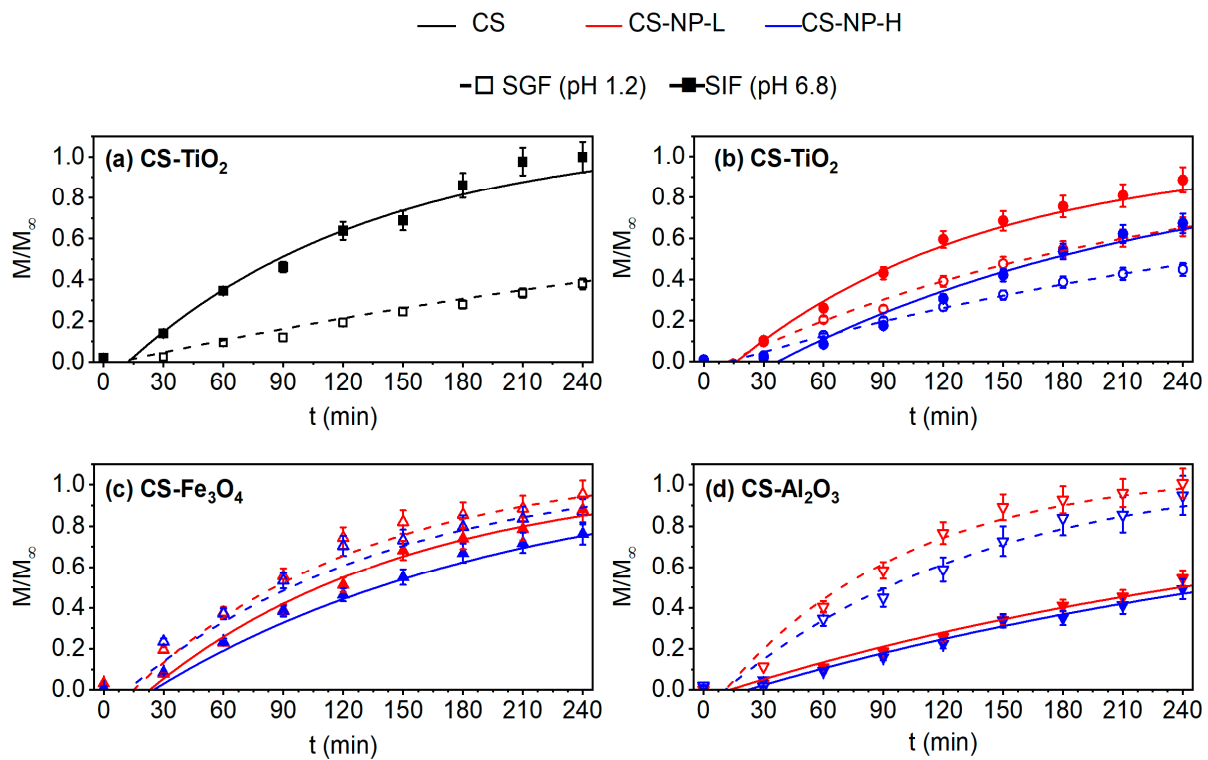 CS CS-NP-L CS-NP-H
SGF (pH 1.2) SIF (pH 6.8)
(a) CS-TiO₂
M/M∞
1.0
0.8
0.6
0.4
0.2
0.0
0 30 60 90 120 150 180 210 240
t (min)
(b) CS-TiO₂
M/M∞
1.0
0.8
0.6
0.4
0.2
0.0
0 30 60 90 120 150 180 210 240
t (min)
(c) CS-Fe₃O₄
M/M∞
1.0
0.8
0.6
0.4
0.2
0.0
0 30 60 90 120 150 180 210 240
t (min)
(d) CS-Al₂O₃
M/M∞
1.0
0.8
0.6
0.4
0.2
0.0
0 30 60 90 120 150 180 210 240
t (min)